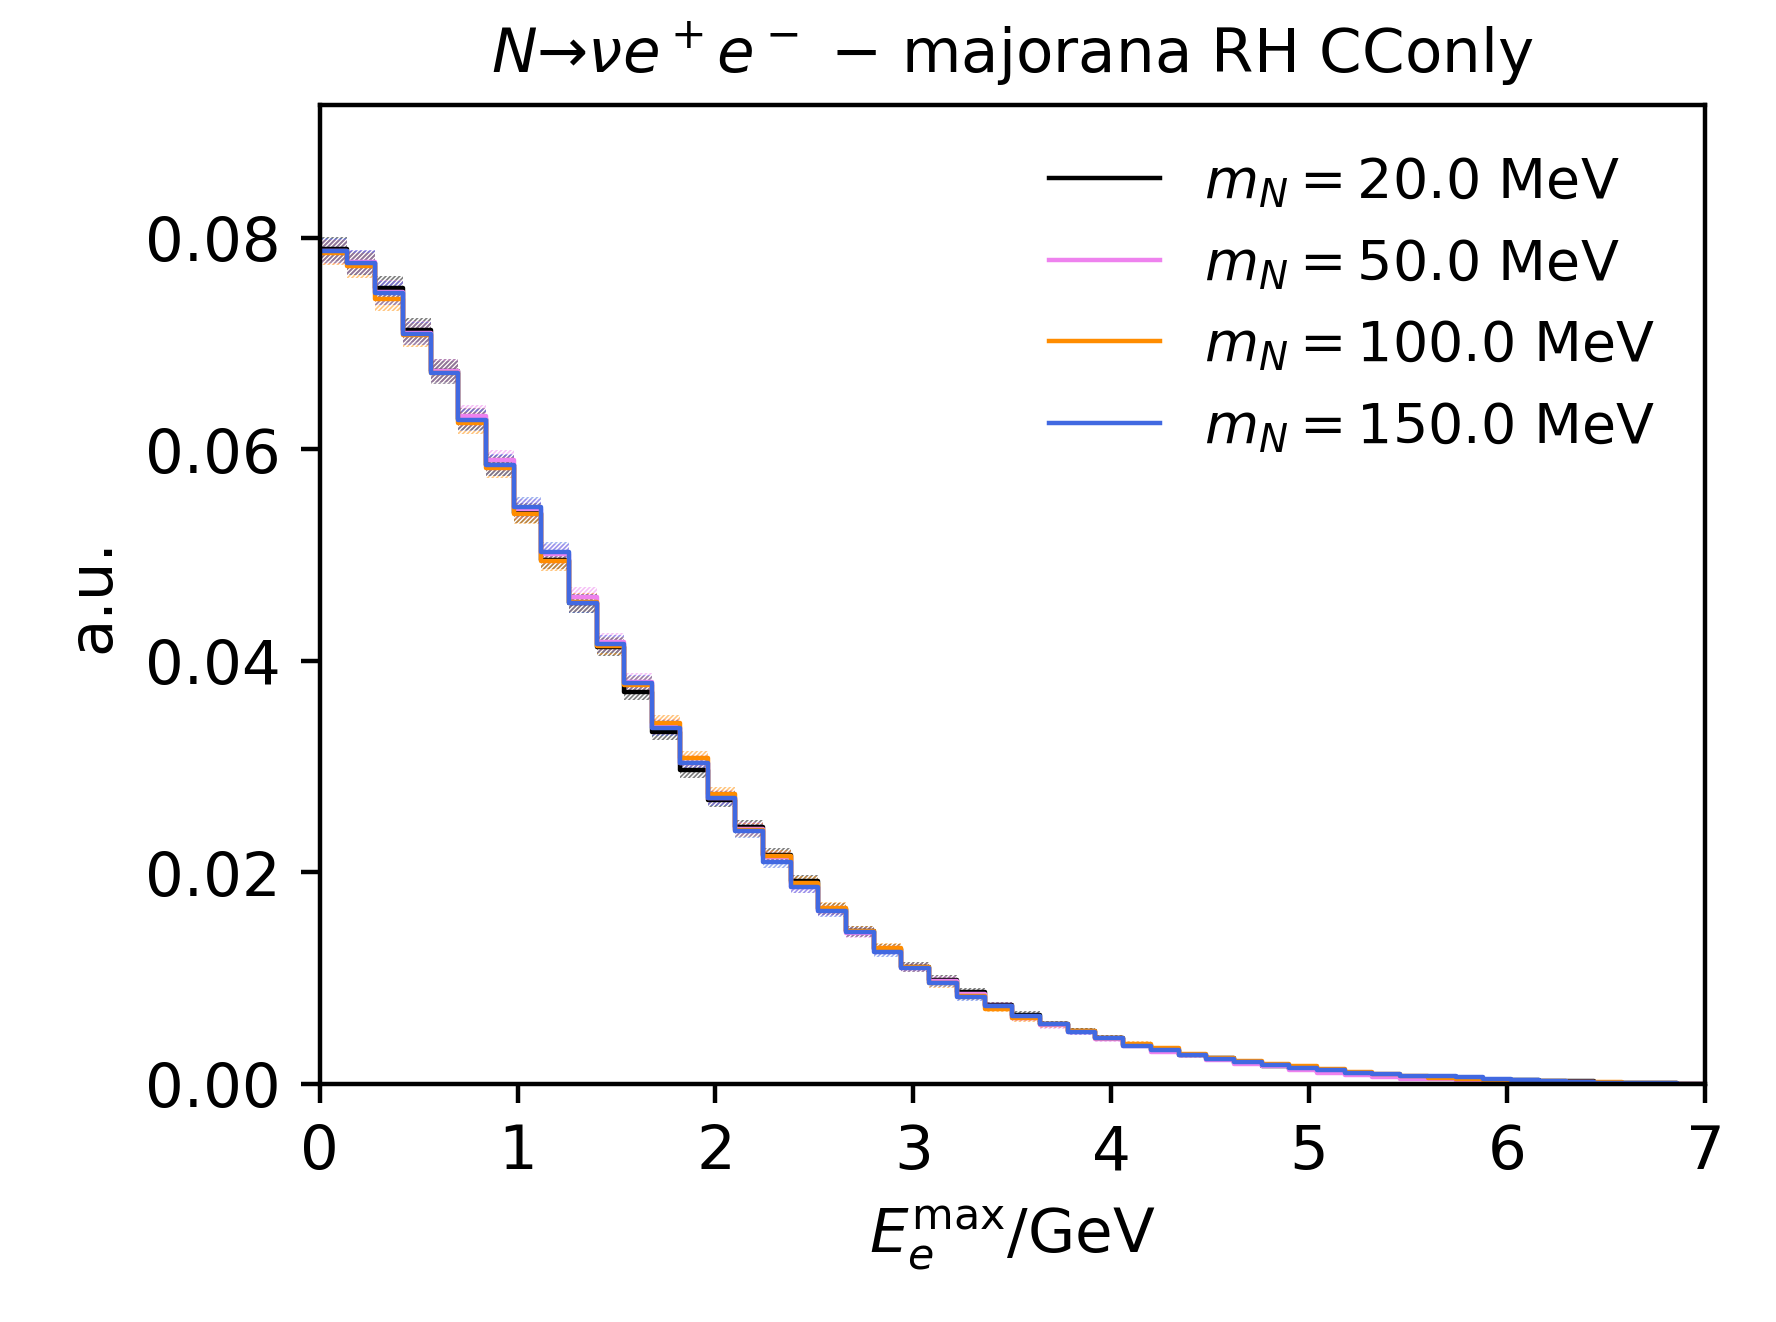 N→νe⁺e⁻ − majorana RH CConly
m_N = 20.0 MeV
m_N = 50.0 MeV
m_N = 100.0 MeV
m_N = 150.0 MeV
a.u.
0.08
0.06
0.04
0.02
0.00
0 1 2 3 4 5 6 7
E_e^max/GeV